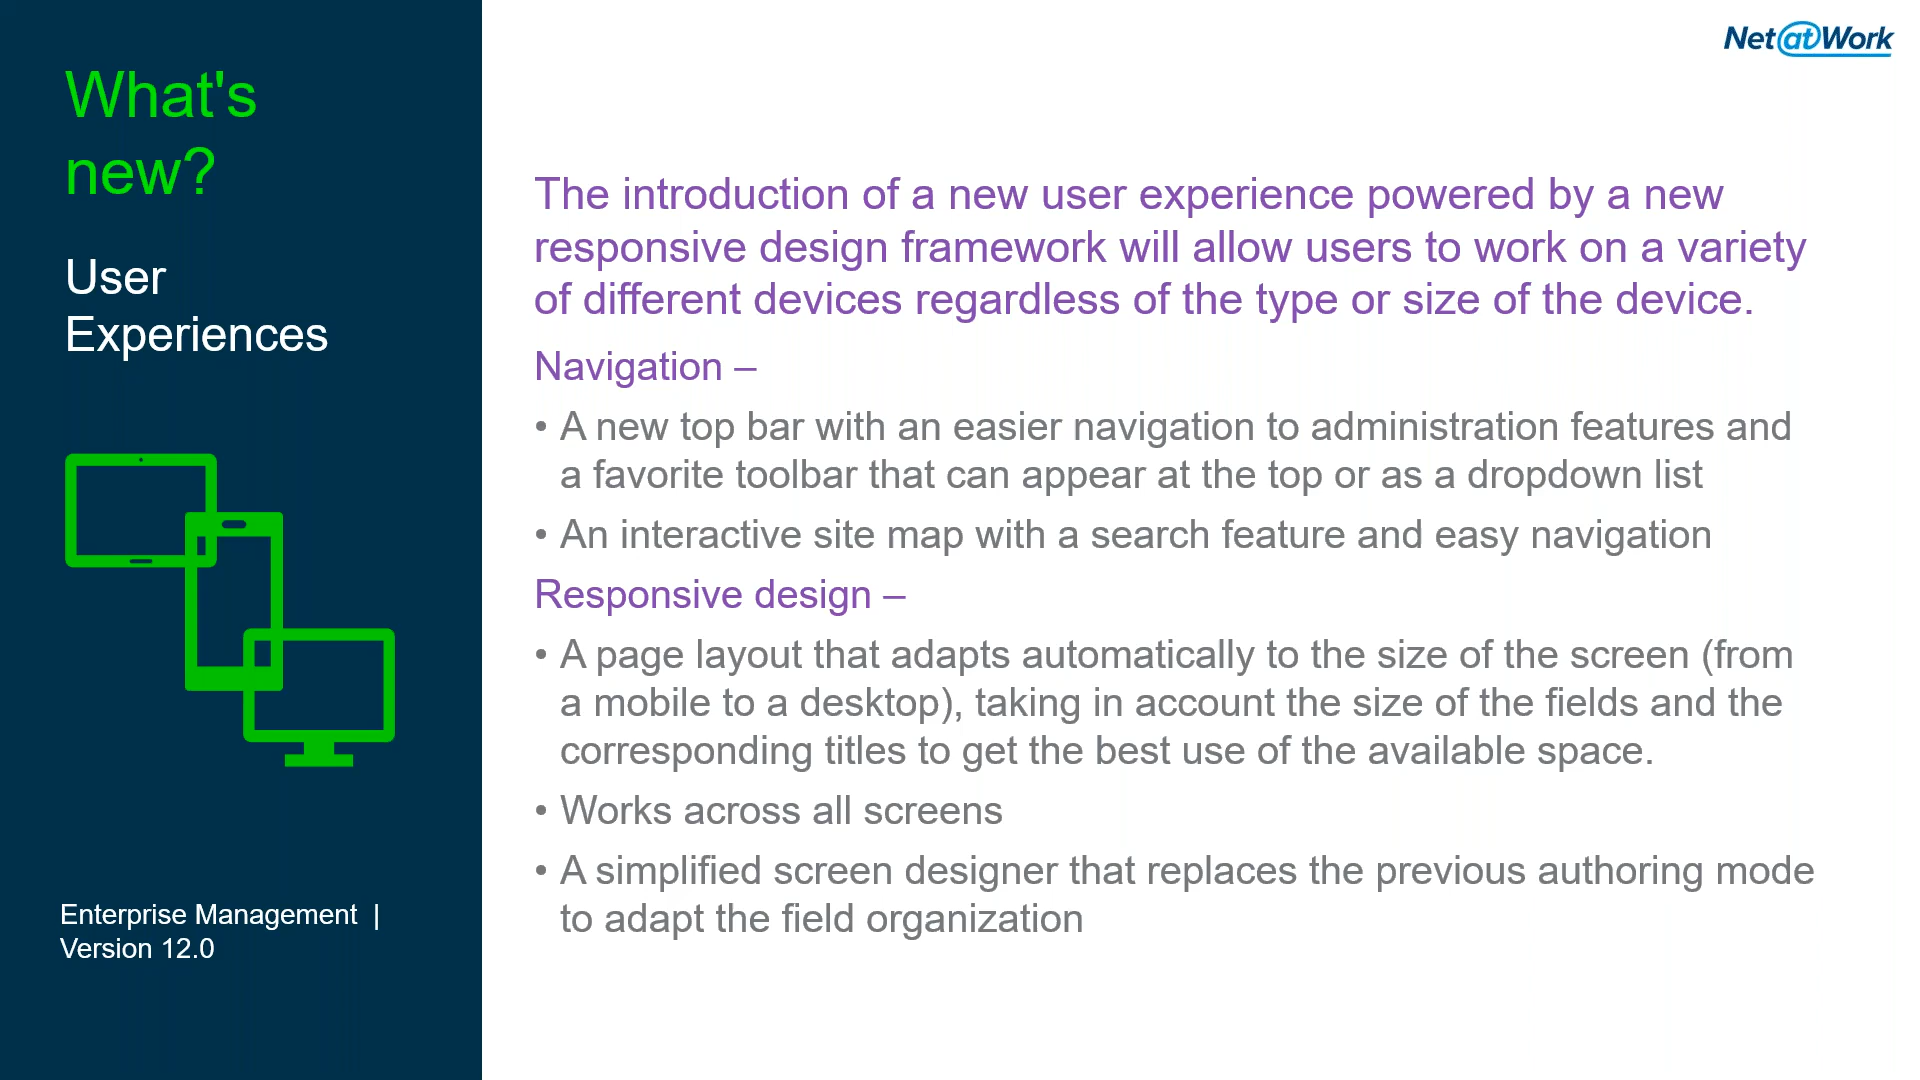 What's
new?
User
Experiences
Enterprise Management |
Version 12.0
Net@Work
The introduction of a new user experience powered by a new
responsive design framework will allow users to work on a variety
of different devices regardless of the type or size of the device.
Navigation –
• A new top bar with an easier navigation to administration features and
a favorite toolbar that can appear at the top or as a dropdown list
• An interactive site map with a search feature and easy navigation
Responsive design –
• A page layout that adapts automatically to the size of the screen (from
a mobile to a desktop), taking in account the size of the fields and the
corresponding titles to get the best use of the available space.
• Works across all screens
• A simplified screen designer that replaces the previous authoring mode
to adapt the field organization